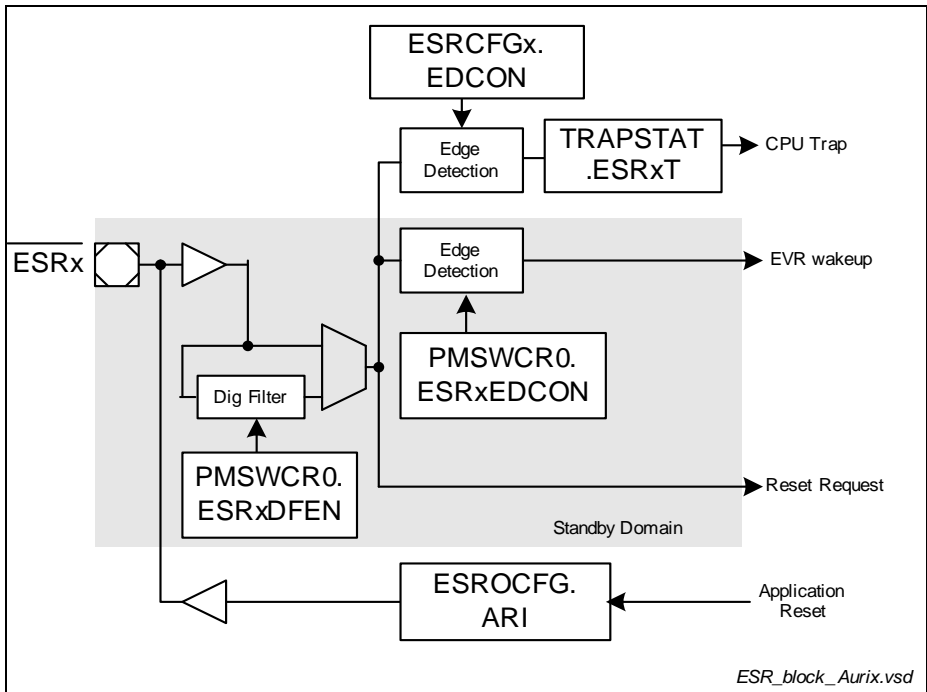 ESRCFGx.
EDCON
Edge
Detection
TRAPSTAT
.ESRxT
CPU Trap
ESRx
Edge
Detection
EVR wakeup
PMSWCR0.
ESRxEDCON
Dig Filter
PMSWCR0.
ESRxDFEN
Reset Request
Standby Domain
ESROCFG.
ARI
Application
Reset
ESR_block_Aurix.vsd